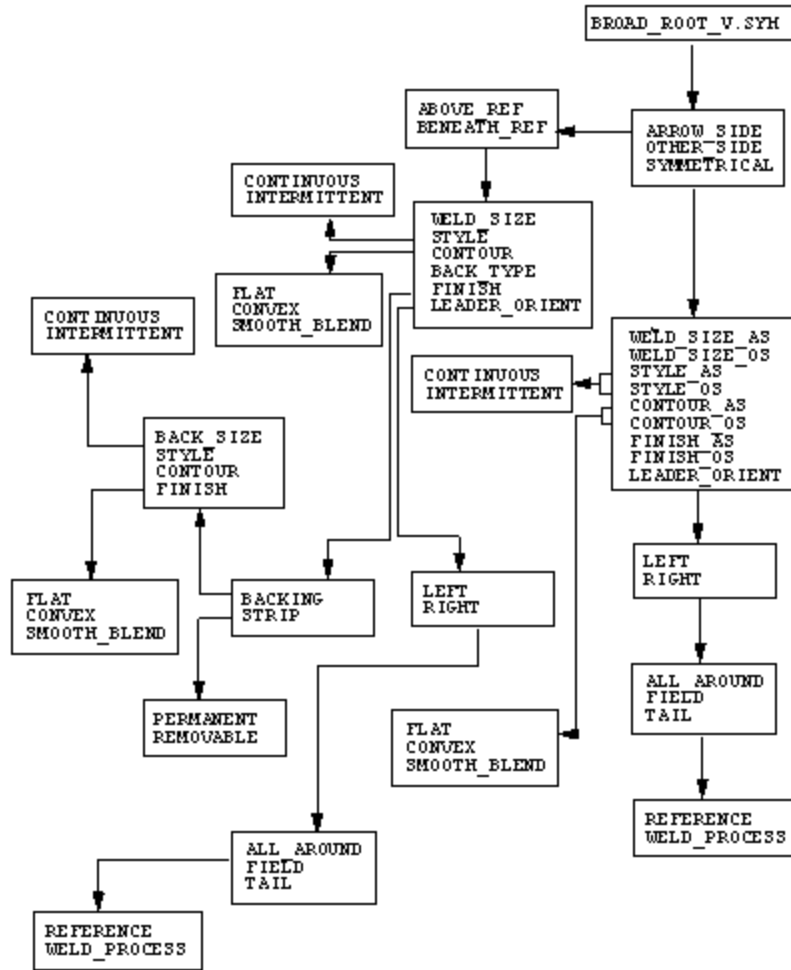 BROAD_ROOT_V.SYM
ABOVE_REF
BENEATH_REF
ARROW_SIDE
OTHER_SIDE
SYMMETRICAL
CONTINUOUS
INTERMITTENT
WELD_SIZE
STYLE
CONTOUR
BACK_TYPE
FINISH
LEADER_ORIENT
FLAT
CONVEX
SMOOTH_BLEND
CONTINUOUS
INTERMITTENT
WELD_SIZE_AS
WELD_SIZE_OS
STYLE_AS
STYLE_OS
CONTOUR_AS
CONTOUR_OS
FINISH_AS
FINISH_OS
LEADER_ORIENT
CONTINUOUS
INTERMITTENT
BACK_SIZE
STYLE
CONTOUR
FINISH
LEFT
RIGHT
FLAT
CONVEX
SMOOTH_BLEND
BACKING
STRIP
LEFT
RIGHT
ALL_AROUND
FIELD
TAIL
PERMANENT
REMOVABLE
FLAT
CONVEX
SMOOTH_BLEND
REFERENCE
WELD_PROCESS
ALL_AROUND
FIELD
TAIL
REFERENCE
WELD_PROCESS